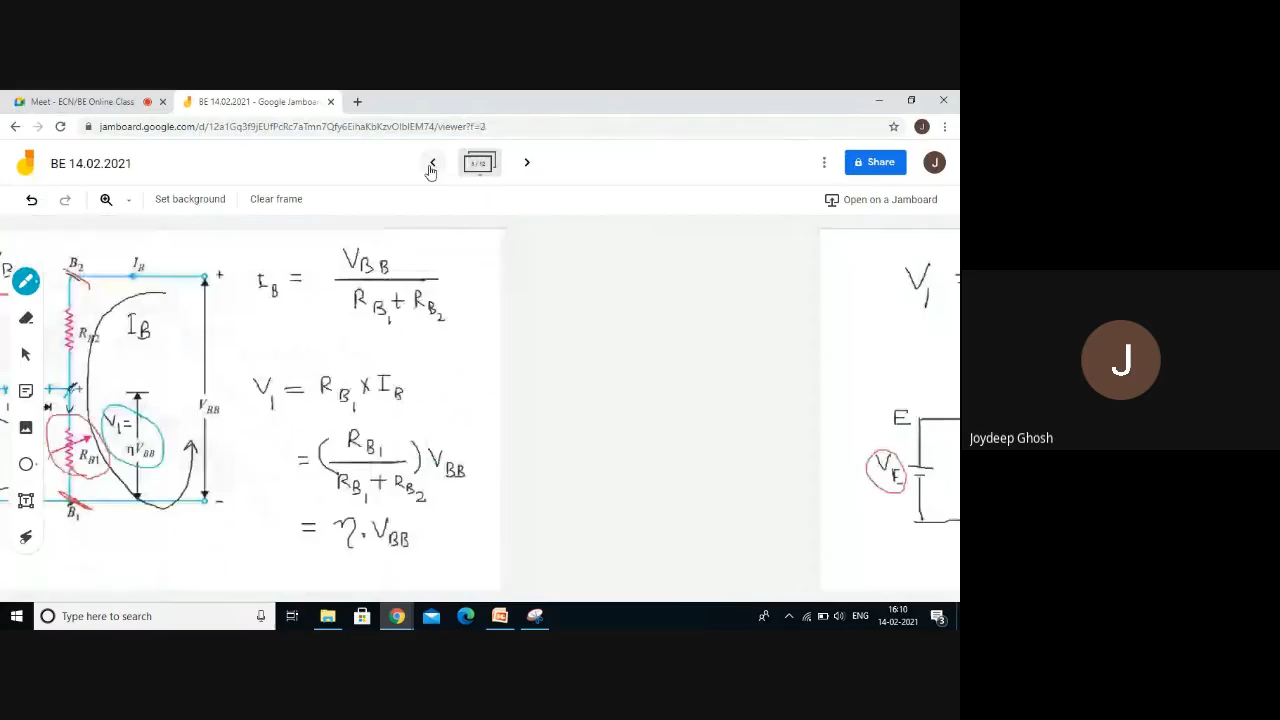 Meet - ECN/BE Online Class
BE 14.02.2021 - Google Jamboa
jamboard.google.com/d/12a1Gq3f9jEUfPcRc7aTmn7Qfy6EihaKbKzvOIblEM74/viewer?f=2
J
BE 14.02.2021
Share
J
Set background
Clear frame
Open on a Jamboard
B2
IB
+
IB = VBB / RB1 + RB2
V1 =
IB
RB2
V1 = RB1 × IB
+
VBB
E
V1=
ηVBB
= (RB1 / RB1 + RB2) VBB
RB1
VE
B1
−
= η. VBB
Joydeep Ghosh
J
Type here to search
ENG
16:10
14-02-2021
3